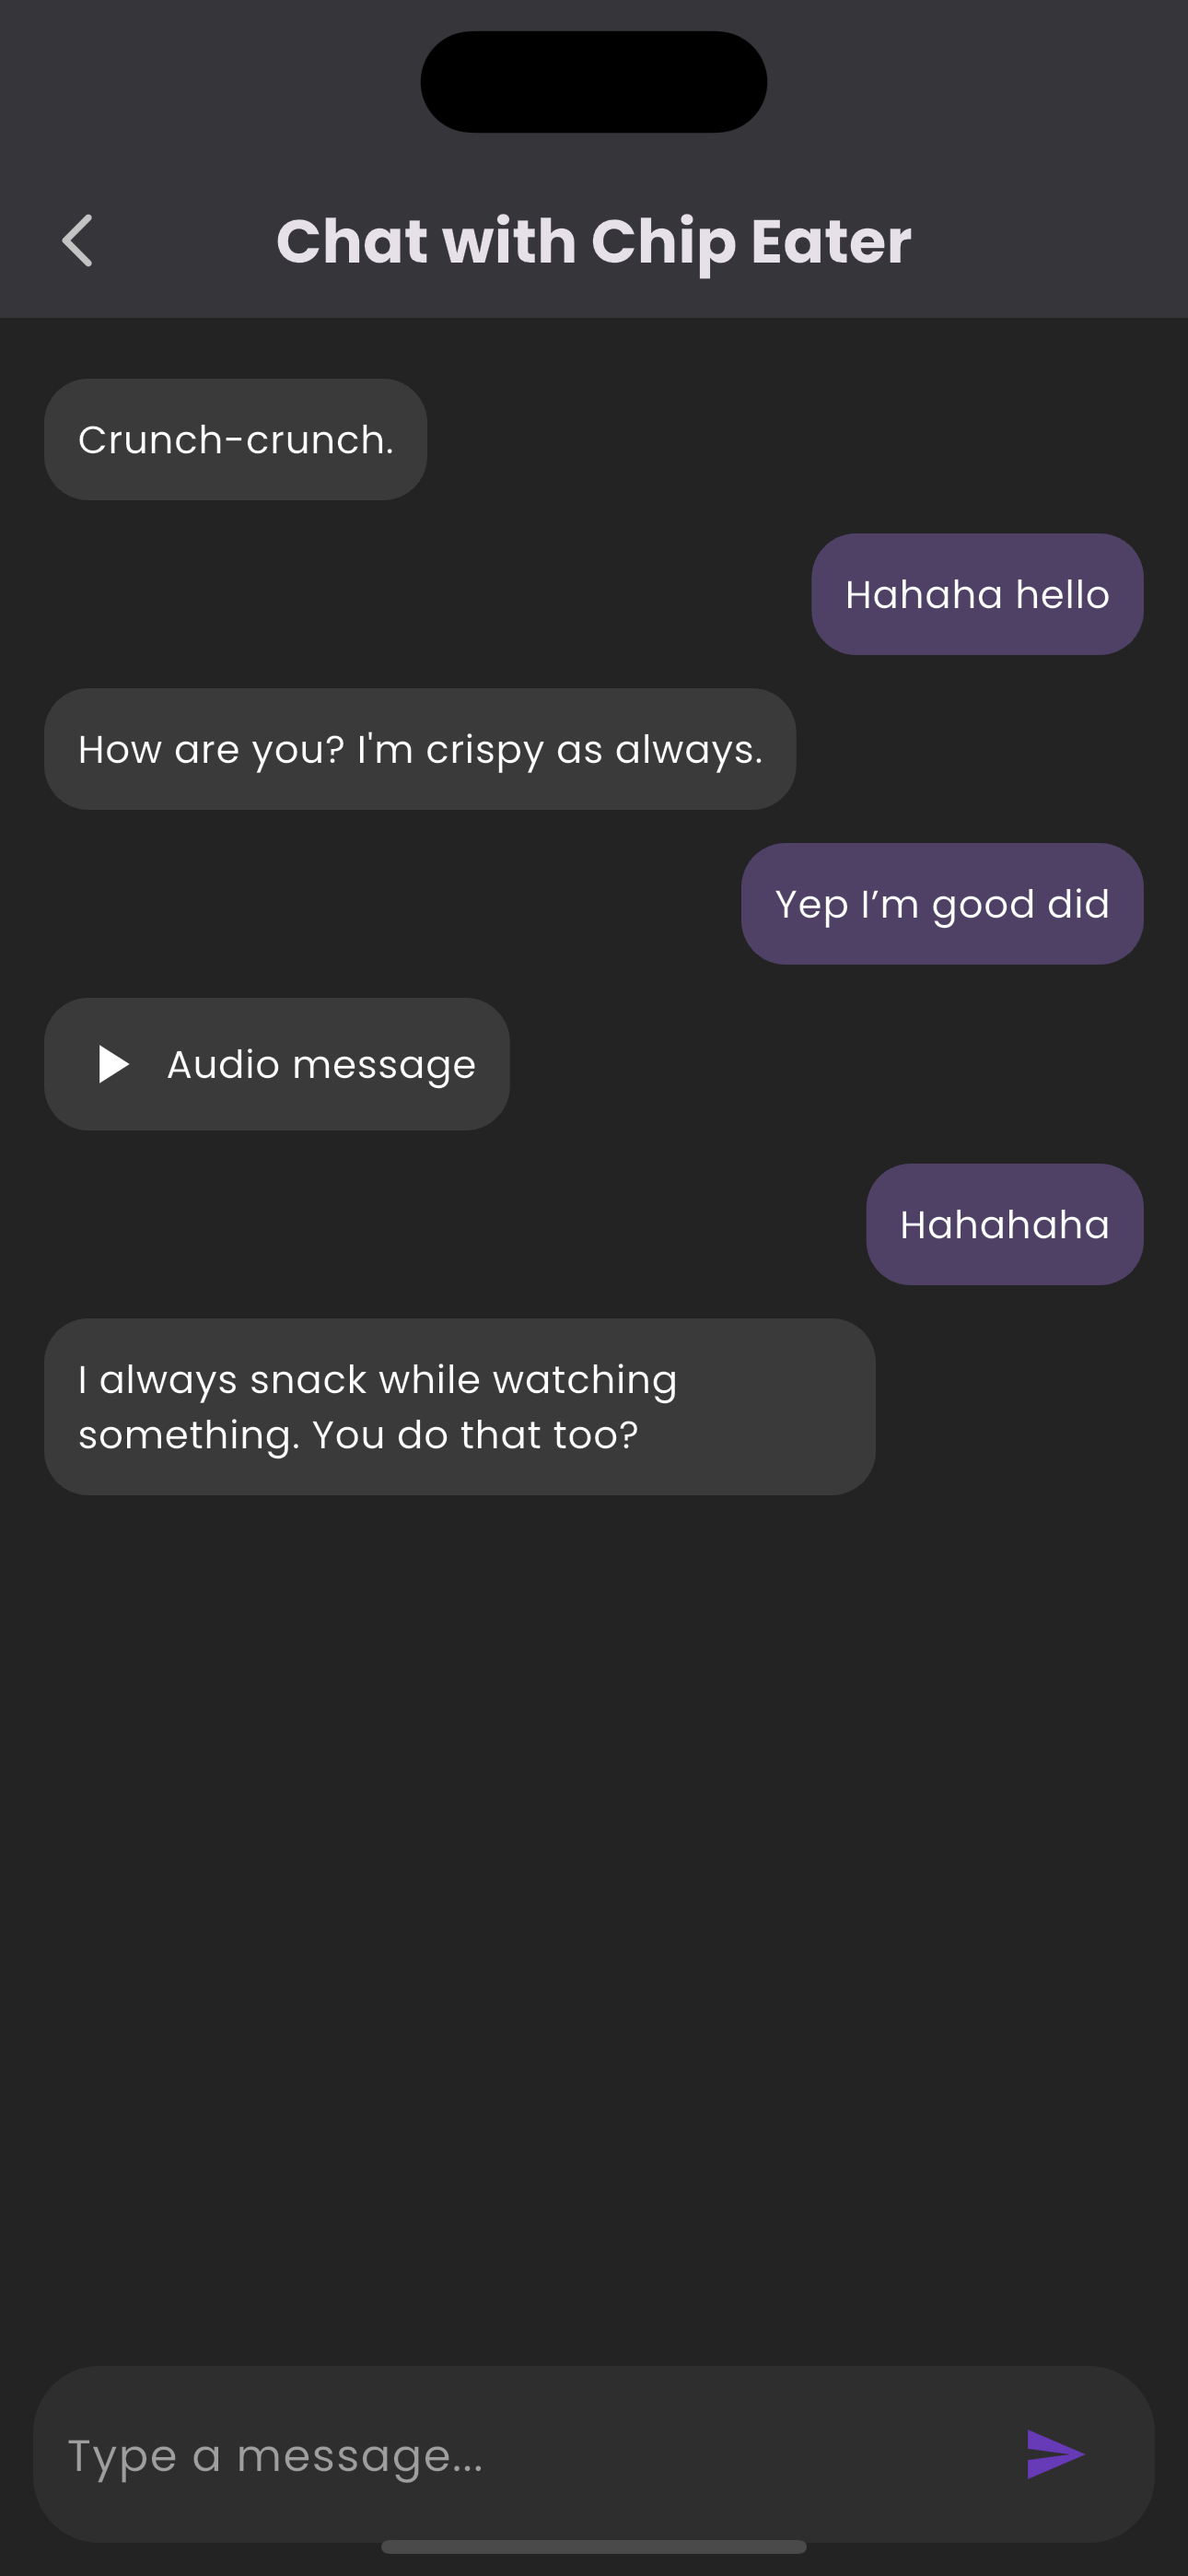 Chat with Chip Eater
Crunch-crunch.
Hahaha hello
How are you? I'm crispy as always.
Yep I’m good did
Audio message
Hahahaha
I always snack while watching
something. You do that too?
Type a message...